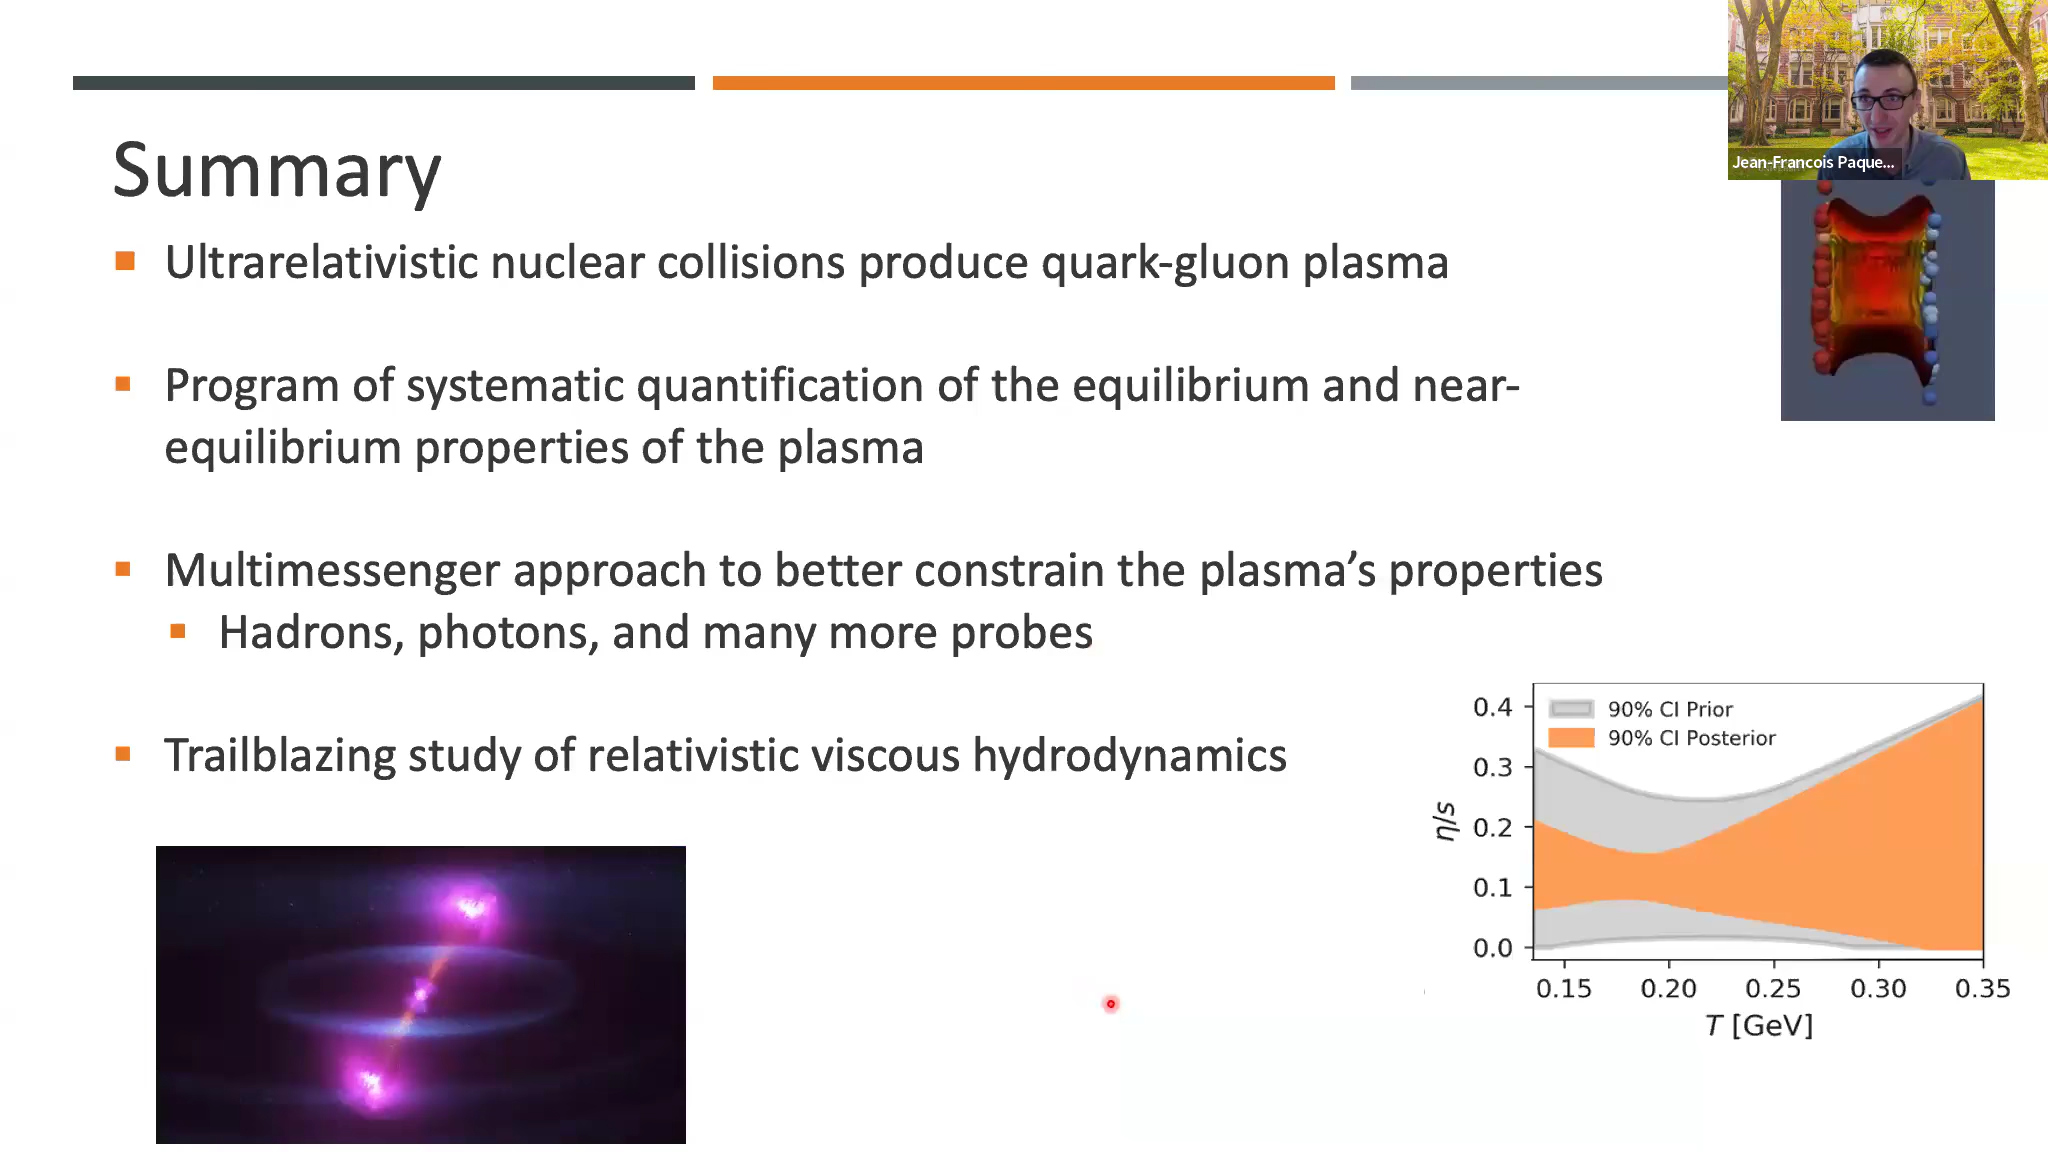 Jean-Francois Paque...
Summary
Ultrarelativistic nuclear collisions produce quark-gluon plasma
Program of systematic quantification of the equilibrium and near-
equilibrium properties of the plasma
Multimessenger approach to better constrain the plasma’s properties
Hadrons, photons, and many more probes
Trailblazing study of relativistic viscous hydrodynamics
90% CI Prior
90% CI Posterior
0.4
0.3
0.2
0.1
0.0
η/s
0.15 0.20 0.25 0.30 0.35
T [GeV]